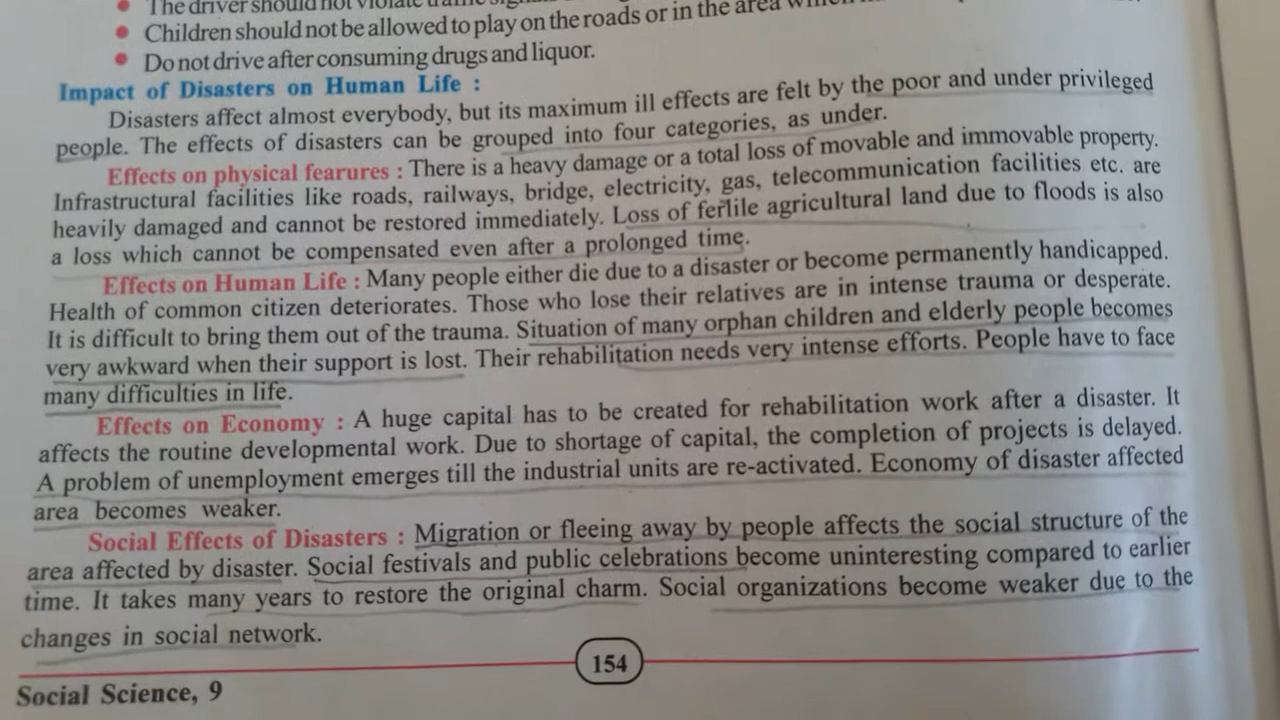 The driver should not violate traffic
Children should not be allowed to play on the roads or in the area
Do not drive after consuming drugs and liquor.
Impact of Disasters on Human Life :
Disasters affect almost everybody, but its maximum ill effects are felt by the poor and under privileged
people. The effects of disasters can be grouped into four categories, as under.
Effects on physical fearures : There is a heavy damage or a total loss of movable and immovable property.
Infrastructural facilities like roads, railways, bridge, electricity, gas, telecommunication facilities etc. are
heavily damaged and cannot be restored immediately. Loss of ferlile agricultural land due to floods is also
a loss which cannot be compensated even after a prolonged time.
Effects on Human Life : Many people either die due to a disaster or become permanently handicapped.
Health of common citizen deteriorates. Those who lose their relatives are in intense trauma or desperate.
It is difficult to bring them out of the trauma. Situation of many orphan children and elderly people becomes
very awkward when their support is lost. Their rehabilitation needs very intense efforts. People have to face
many difficulties in life.
Effects on Economy : A huge capital has to be created for rehabilitation work after a disaster. It
affects the routine developmental work. Due to shortage of capital, the completion of projects is delayed.
A problem of unemployment emerges till the industrial units are re-activated. Economy of disaster affected
area becomes weaker.
Social Effects of Disasters : Migration or fleeing away by people affects the social structure of the
area affected by disaster. Social festivals and public celebrations become uninteresting compared to earlier
time. It takes many years to restore the original charm. Social organizations become weaker due to the
changes in social network.
154
Social Science, 9